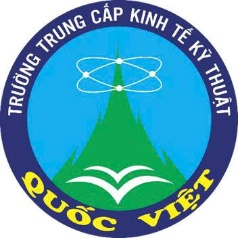 TRƯỜNG TRUNG CẤP KINH TẾ KỸ THUẬT
QUỐC VIỆT